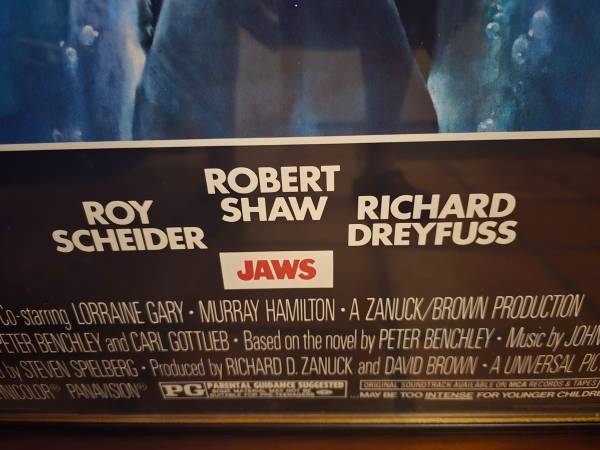 ROY SCHEIDER
ROBERT SHAW
RICHARD DREYFUSS
JAWS
Co-starring LORRAINE GARY • MURRAY HAMILTON • A ZANUCK/BROWN PRODUCTION
PETER BENCHLEY and CARL GOTTLIEB • Based on the novel by PETER BENCHLEY • Music by JOHN
by STEVEN SPIELBERG • Produced by RICHARD D. ZANUCK and DAVID BROWN • A UNIVERSAL PIC
NICOLOR® PANAVISION®
PG PARENTAL GUIDANCE SUGGESTED
ORIGINAL SOUNDTRACK AVAILABLE ON MCA RECORDS & TAPES
MAY BE TOO INTENSE FOR YOUNGER CHILDRE